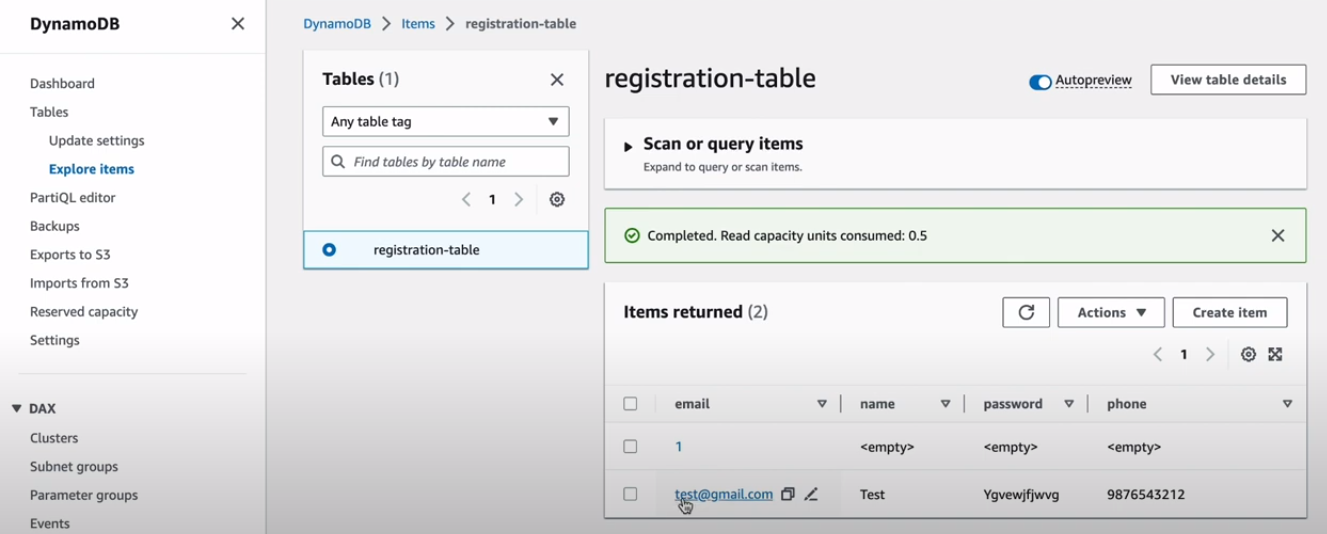 DynamoDB
Dashboard
Tables
Update settings
Explore items
PartiQL editor
Backups
Exports to S3
Imports from S3
Reserved capacity
Settings
DAX
Clusters
Subnet groups
Parameter groups
Events
DynamoDB > Items > registration-table
Tables (1)
Any table tag
Find tables by table name
1
registration-table
registration-table
Autopreview
View table details
Scan or query items
Expand to query or scan items.
Completed. Read capacity units consumed: 0.5
Items returned (2)
Actions
Create item
1
email name password phone
1 <empty> <empty> <empty>
test@gmail.com Test Ygvewjfjwvg 9876543212